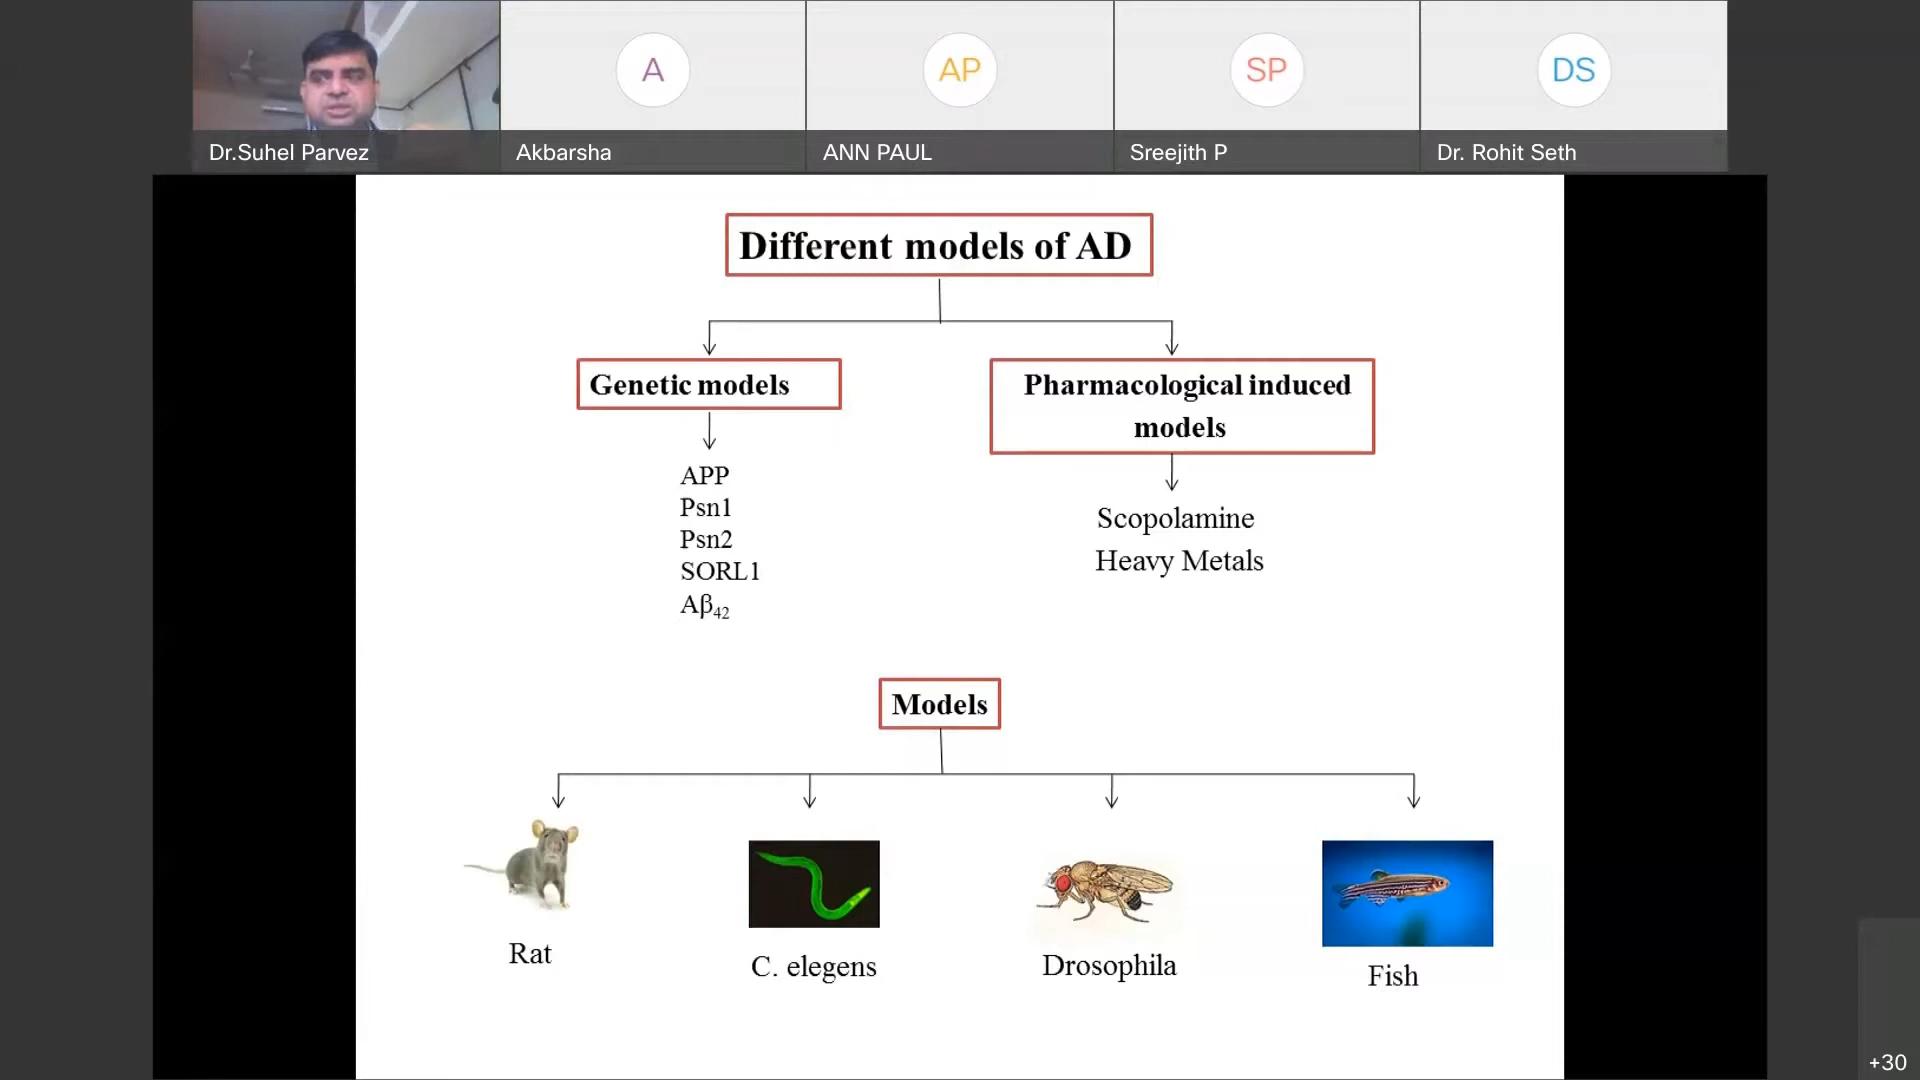 A
AP
SP
DS
Dr.Suhel Parvez
Akbarsha
ANN PAUL
Sreejith P
Dr. Rohit Seth
Different models of AD
Genetic models
Pharmacological induced
models
APP
Psn1
Psn2
SORL1
Aβ₄₂
Scopolamine
Heavy Metals
Models
Rat
C. elegens
Drosophila
Fish
+30